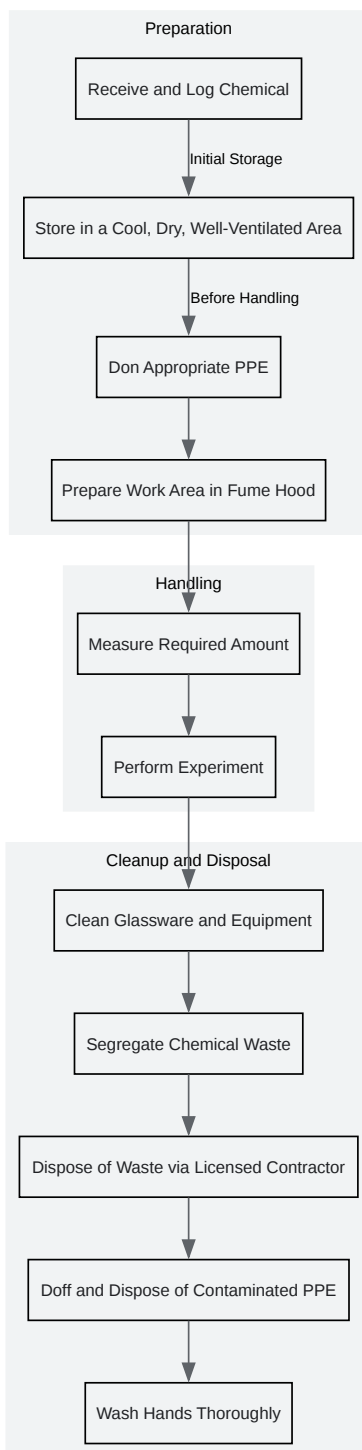 Preparation
Receive and Log Chemical
Initial Storage
Store in a Cool, Dry, Well-Ventilated Area
Before Handling
Don Appropriate PPE
Prepare Work Area in Fume Hood
Handling
Measure Required Amount
Perform Experiment
Cleanup and Disposal
Clean Glassware and Equipment
Segregate Chemical Waste
Dispose of Waste via Licensed Contractor
Doff and Dispose of Contaminated PPE
Wash Hands Thoroughly